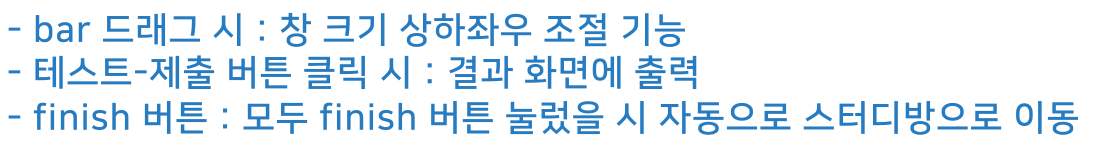 - bar 드래그 시 : 창 크기 상하좌우 조절 기능
- 테스트-제출 버튼 클릭 시 : 결과 화면에 출력
- finish 버튼 : 모두 finish 버튼 눌렀을 시 자동으로 스터디방으로 이동